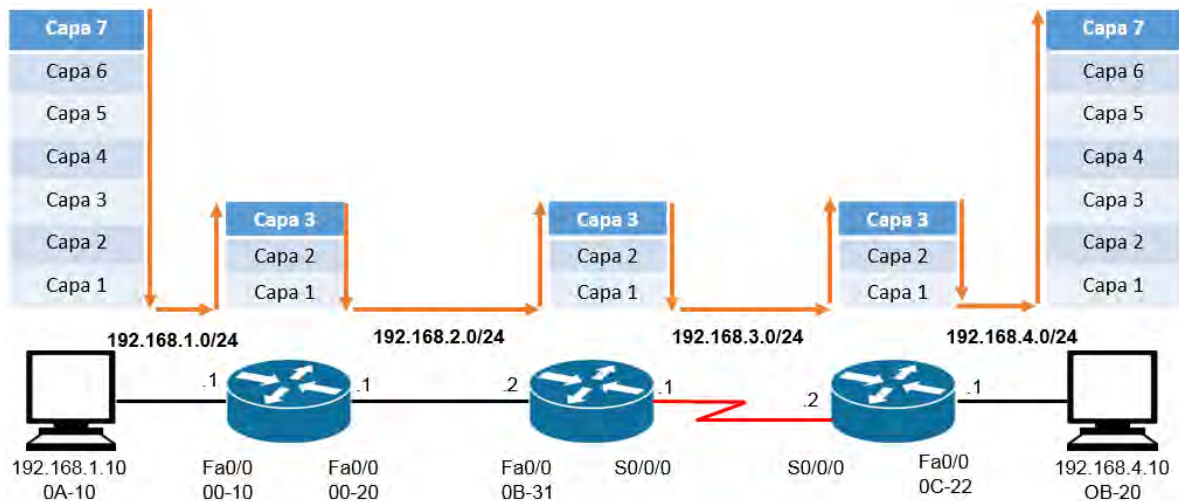 Capa 7
Capa 6
Capa 5
Capa 4
Capa 3
Capa 2
Capa 1
Capa 3
Capa 2
Capa 1
Capa 3
Capa 2
Capa 1
Capa 3
Capa 2
Capa 1
Capa 7
Capa 6
Capa 5
Capa 4
Capa 3
Capa 2
Capa 1
192.168.1.0/24
192.168.2.0/24
192.168.3.0/24
192.168.4.0/24
.1
.1
.2
.1
.2
.1
192.168.1.10
0A-10
Fa0/0
00-10
Fa0/0
00-20
Fa0/0
0B-31
S0/0/0
S0/0/0
Fa0/0
0C-22
192.168.4.10
OB-20